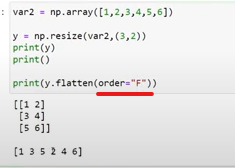 : var2 = np.array([1,2,3,4,5,6])
y = np.resize(var2,(3,2))
print(y)
print()
print(y.flatten(order="F"))
[[1 2]
[3 4]
[5 6]]
[1 3 5 2 4 6]